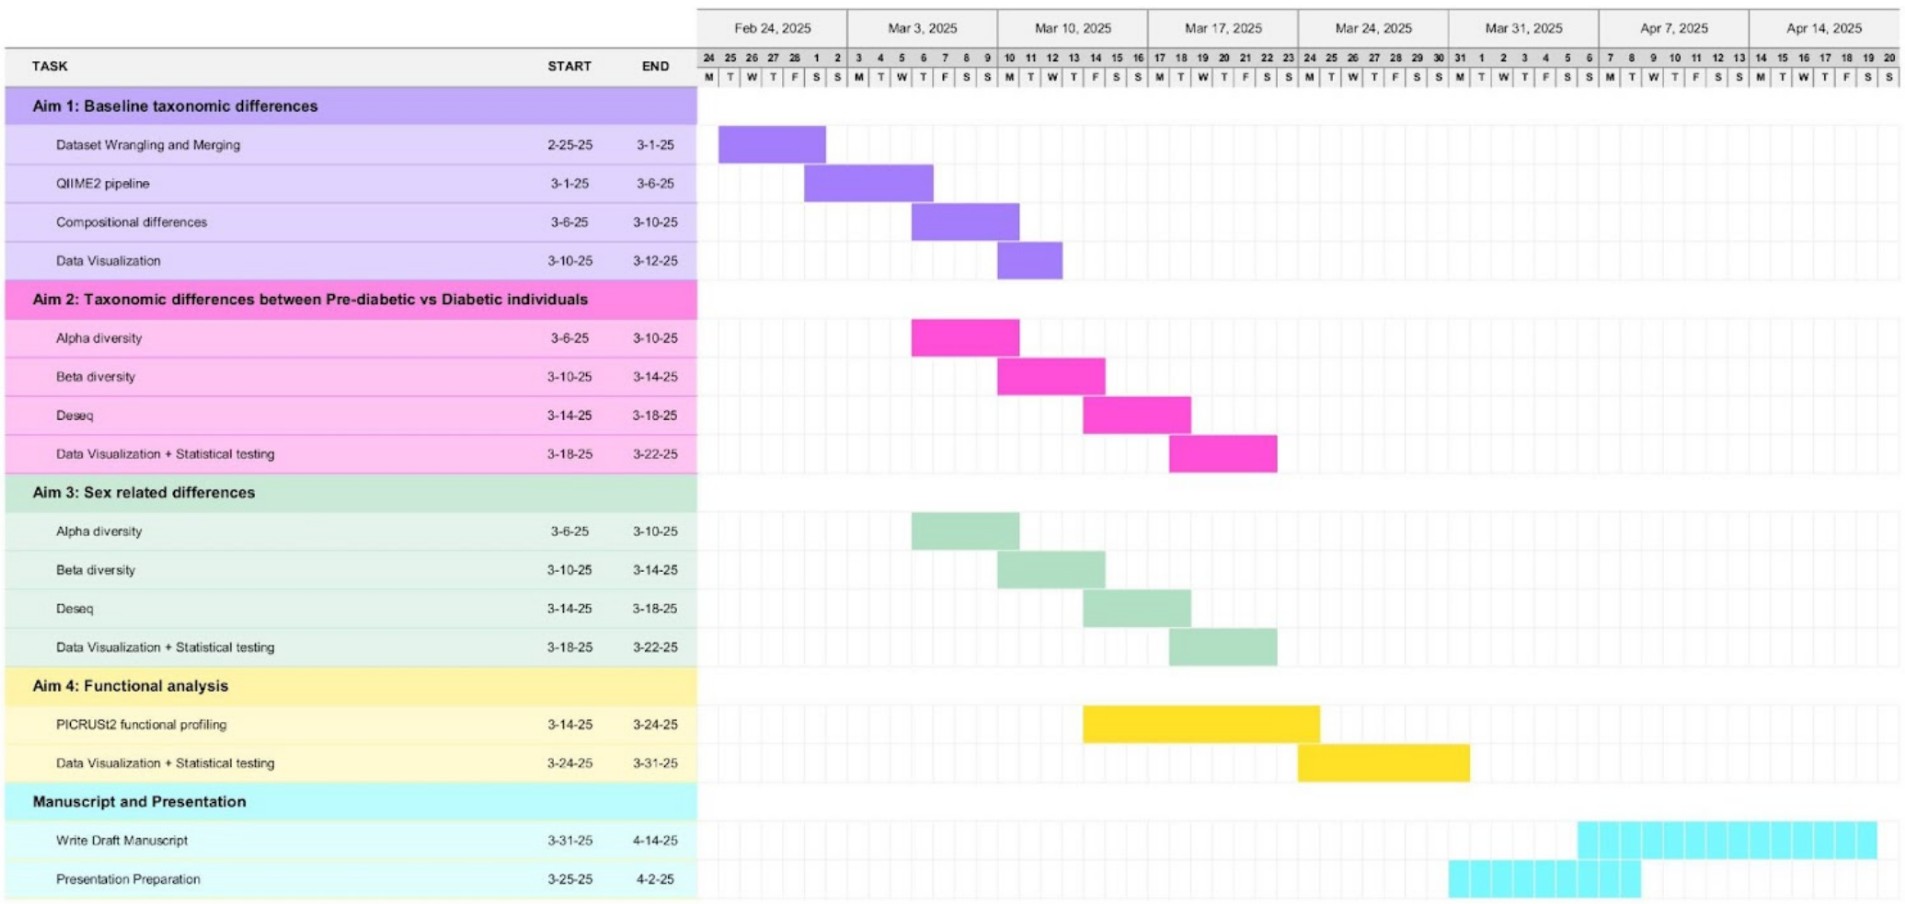 Feb 24, 2025 Mar 3, 2025 Mar 10, 2025 Mar 17, 2025 Mar 24, 2025 Mar 31, 2025 Apr 7, 2025 Apr 14, 2025
TASK START END
24 25 26 27 28 1 2 3 4 5 6 7 8 9 10 11 12 13 14 15 16 17 18 19 20 21 22 23 24 25 26 27 28 29 30 31 1 2 3 4 5 6 7 8 9 10 11 12 13 14 15 16 17 18 19 20
M T W T F S S M T W T F S S M T W T F S S M T W T F S S M T W T F S S M T W T F S S M T W T F S S M T W T F S S
Aim 1: Baseline taxonomic differences
Dataset Wrangling and Merging 2-25-25 3-1-25
QIIME2 pipeline 3-1-25 3-6-25
Compositional differences 3-6-25 3-10-25
Data Visualization 3-10-25 3-12-25
Aim 2: Taxonomic differences between Pre-diabetic vs Diabetic individuals
Alpha diversity 3-6-25 3-10-25
Beta diversity 3-10-25 3-14-25
Deseq 3-14-25 3-18-25
Data Visualization + Statistical testing 3-18-25 3-22-25
Aim 3: Sex related differences
Alpha diversity 3-6-25 3-10-25
Beta diversity 3-10-25 3-14-25
Deseq 3-14-25 3-18-25
Data Visualization + Statistical testing 3-18-25 3-22-25
Aim 4: Functional analysis
PICRUSt2 functional profiling 3-14-25 3-24-25
Data Visualization + Statistical testing 3-24-25 3-31-25
Manuscript and Presentation
Write Draft Manuscript 3-31-25 4-14-25
Presentation Preparation 3-25-25 4-2-25